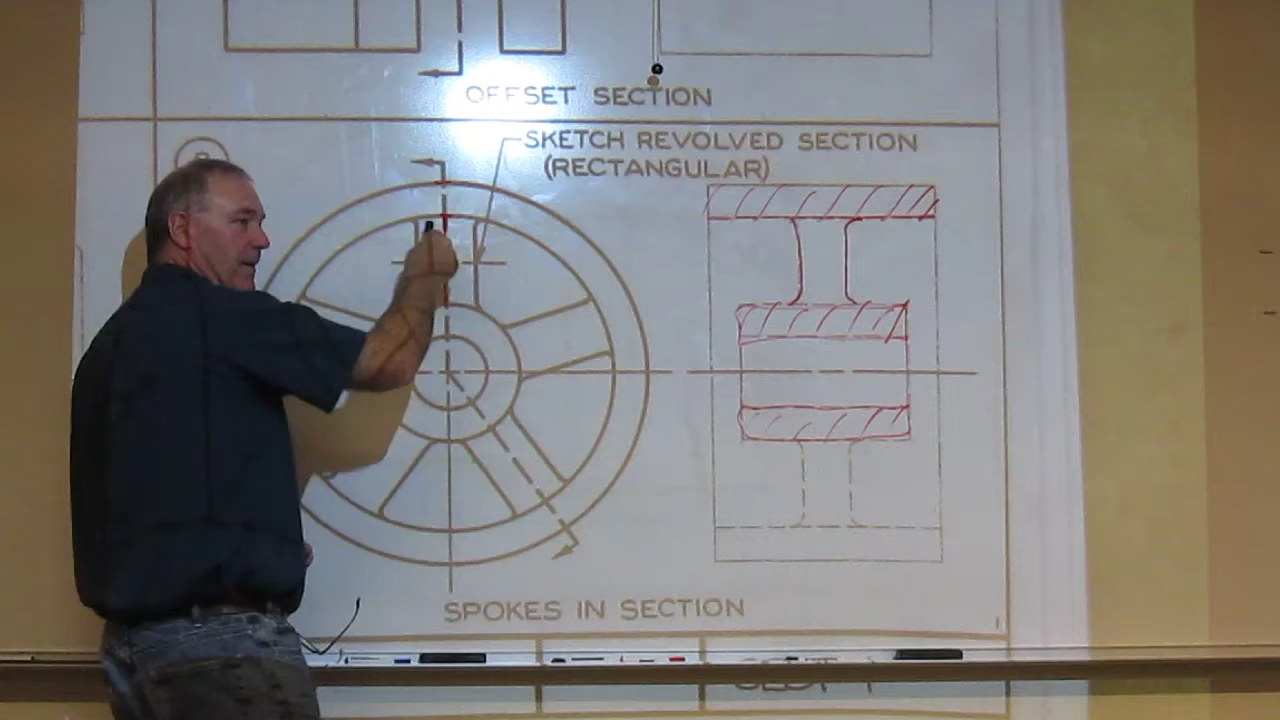 OFFSET SECTION
SKETCH REVOLVED SECTION
(RECTANGULAR)
SPOKES IN SECTION